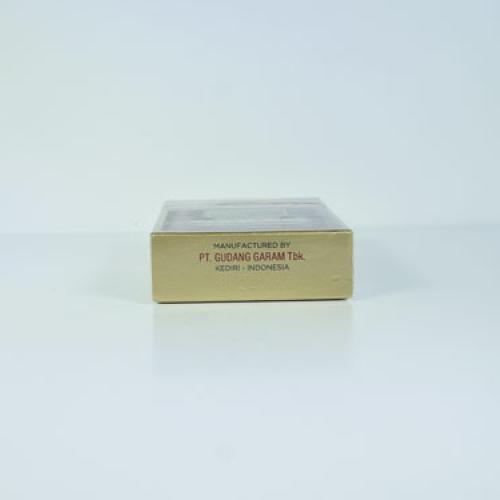 MANUFACTURED BY
PT. GUDANG GARAM Tbk.
KEDIRI - INDONESIA